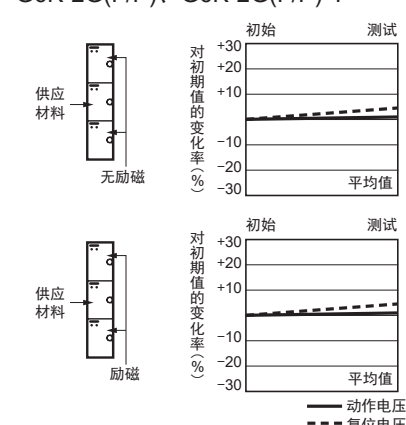 初始 测试
对初期值的变化率(%)
+30
+20
+10
−10
−20
−30
平均值
供应
材料
无励磁
初始 测试
对初期值的变化率(%)
+30
+20
+10
−10
−20
−30
平均值
供应
材料
励磁
动作电压